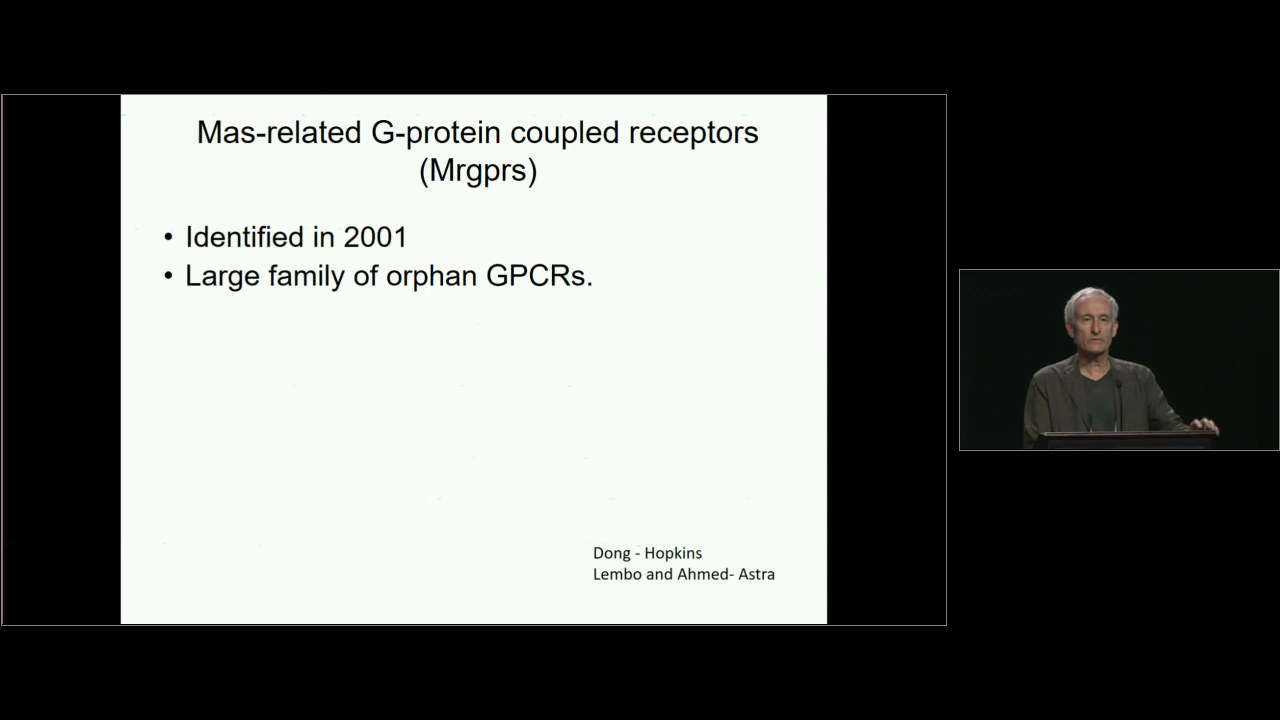 Mas-related G-protein coupled receptors
(Mrgprs)
• Identified in 2001
• Large family of orphan GPCRs.
Dong - Hopkins
Lembo and Ahmed- Astra